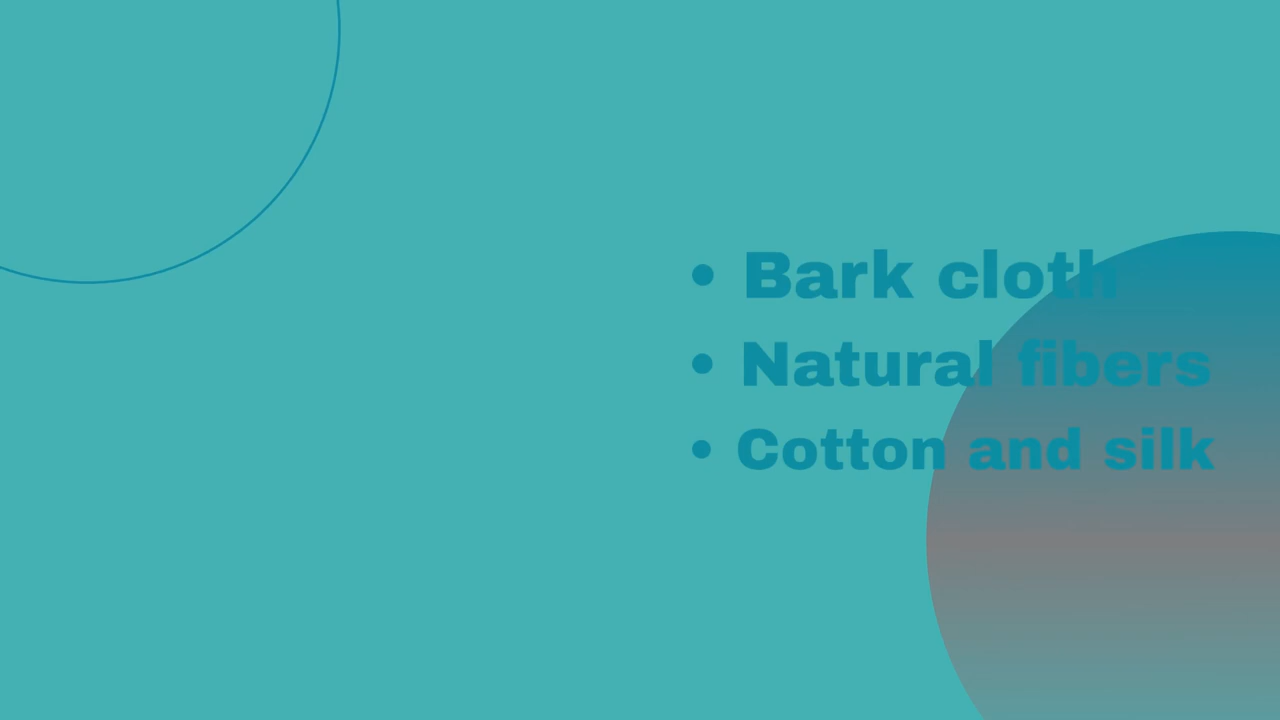 • Bark cloth
• Natural fibers
• Cotton and silk